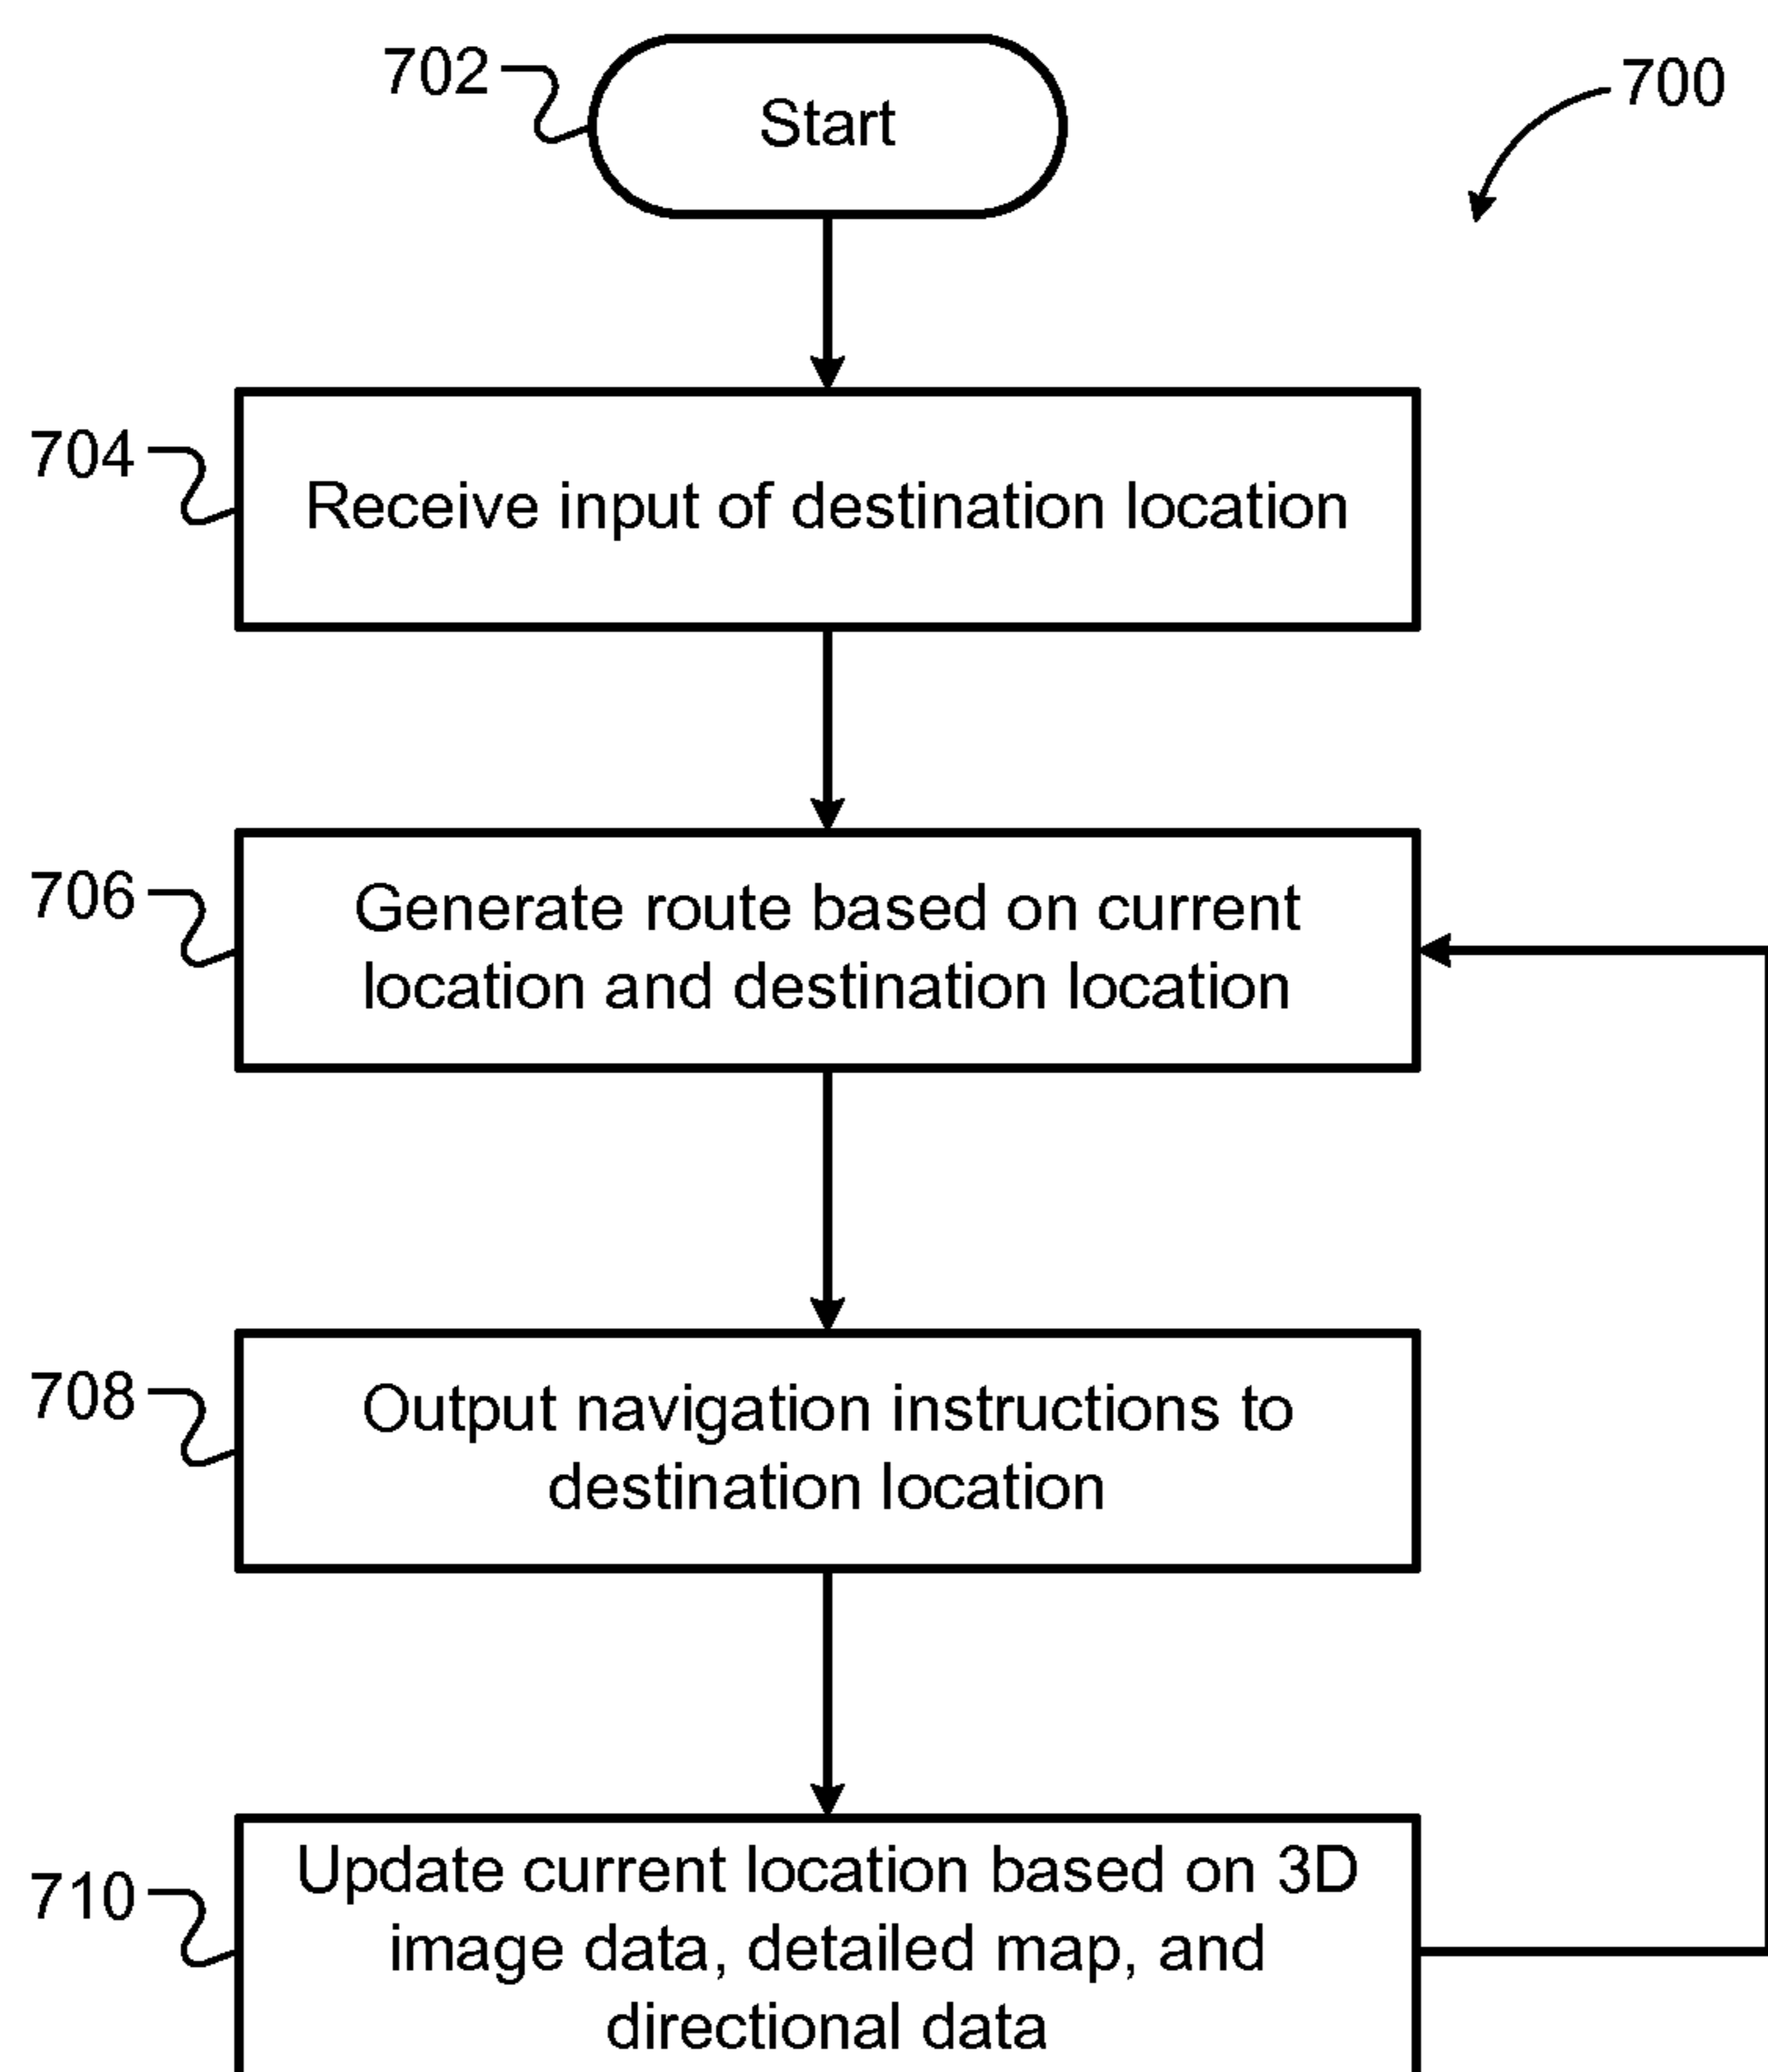 702
Start
700
704
Receive input of destination location
706
Generate route based on current
location and destination location
708
Output navigation instructions to
destination location
710
Update current location based on 3D
image data, detailed map, and
directional data